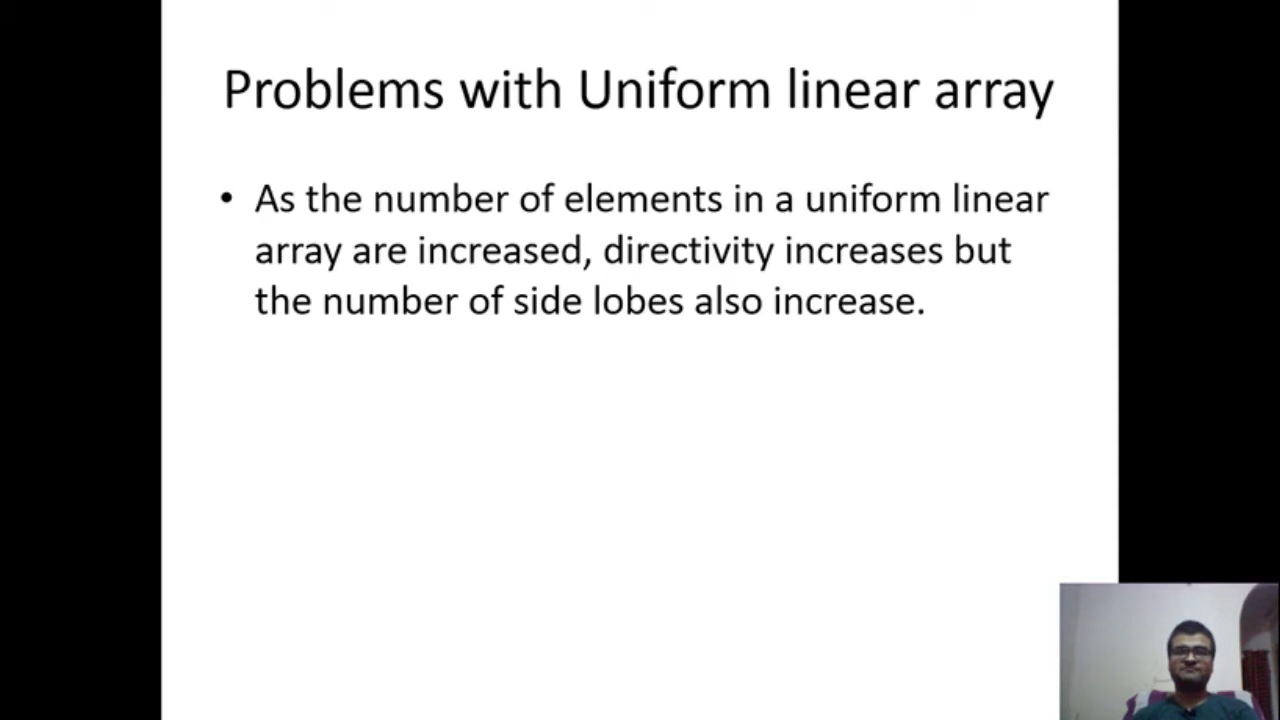 Problems with Uniform linear array
• As the number of elements in a uniform linear
array are increased, directivity increases but
the number of side lobes also increase.